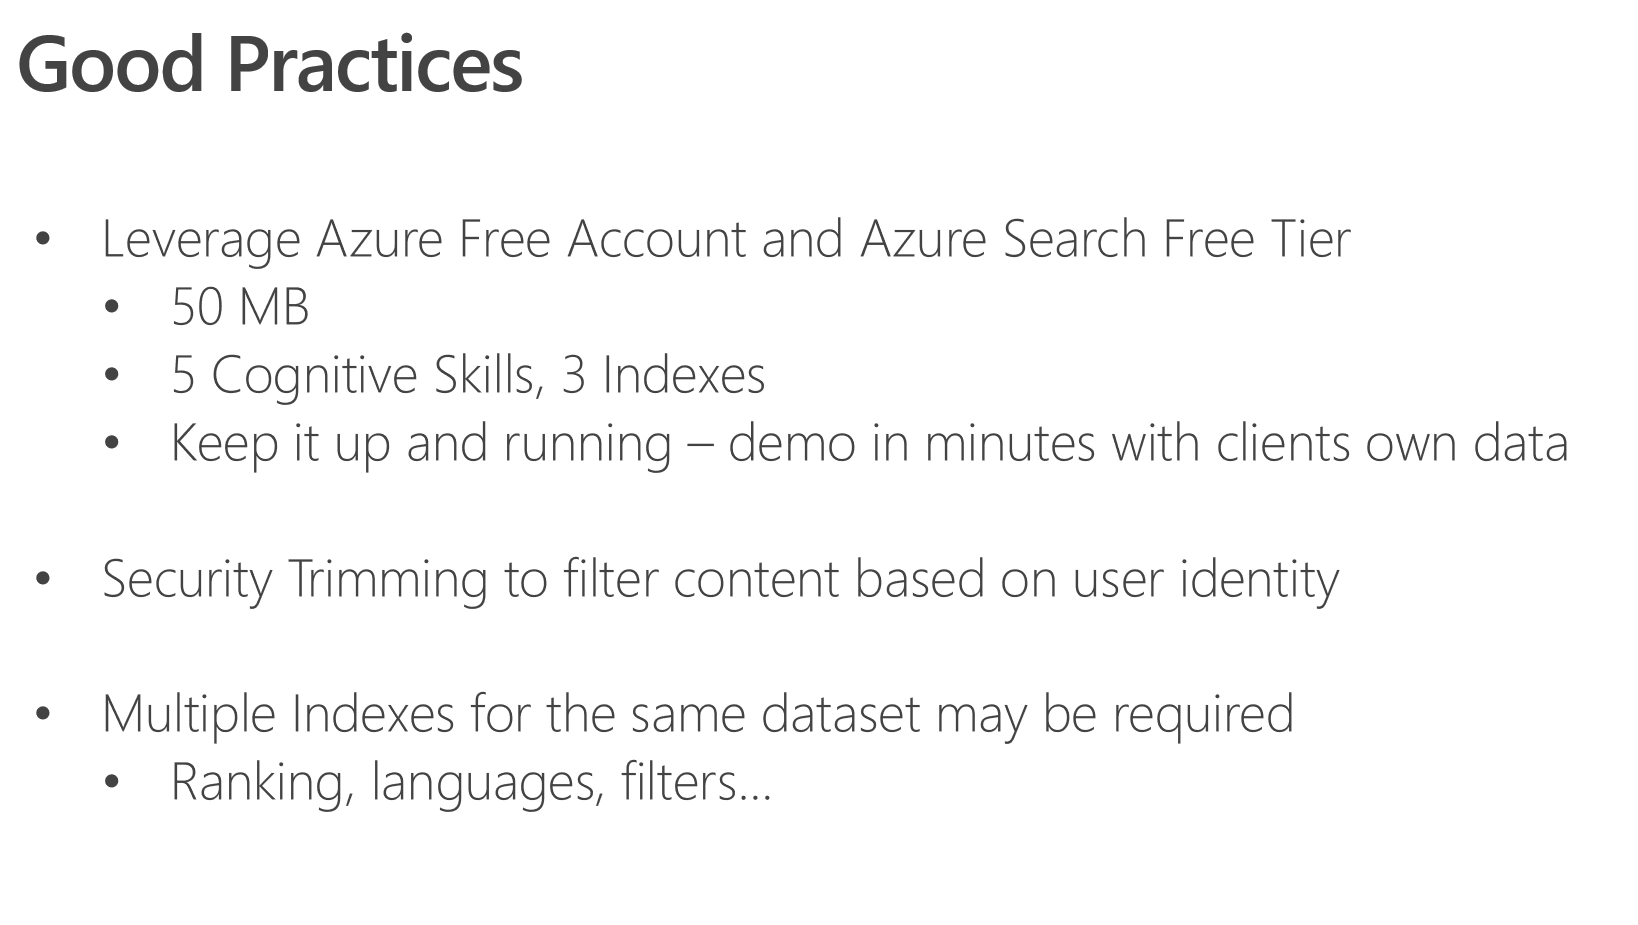 Good Practices
• Leverage Azure Free Account and Azure Search Free Tier
• 50 MB
• 5 Cognitive Skills, 3 Indexes
• Keep it up and running – demo in minutes with clients own data
• Security Trimming to filter content based on user identity
• Multiple Indexes for the same dataset may be required
• Ranking, languages, filters...